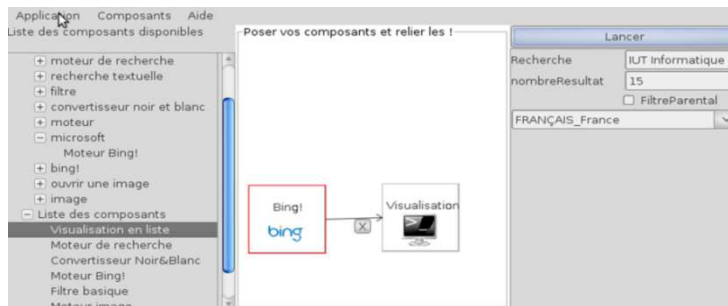 Application Composants Aide
Liste des composants disponibles
moteur de recherche
recherche textuelle
filtre
convertisseur noir et blanc
moteur
microsoft
Moteur Bing!
bing!
ouvrir une image
image
Liste des composants
Visualisation en liste
Moteur de recherche
Convertisseur Noir&Blanc
Moteur Bing!
Filtre basique
Moteur image
Poser vos composants et relier les !
Bing!
bing
X
Visualisation
>_
Lancer
Recherche IUT Informatique
nombreResultat 15
FiltreParental
FRANÇAIS_France